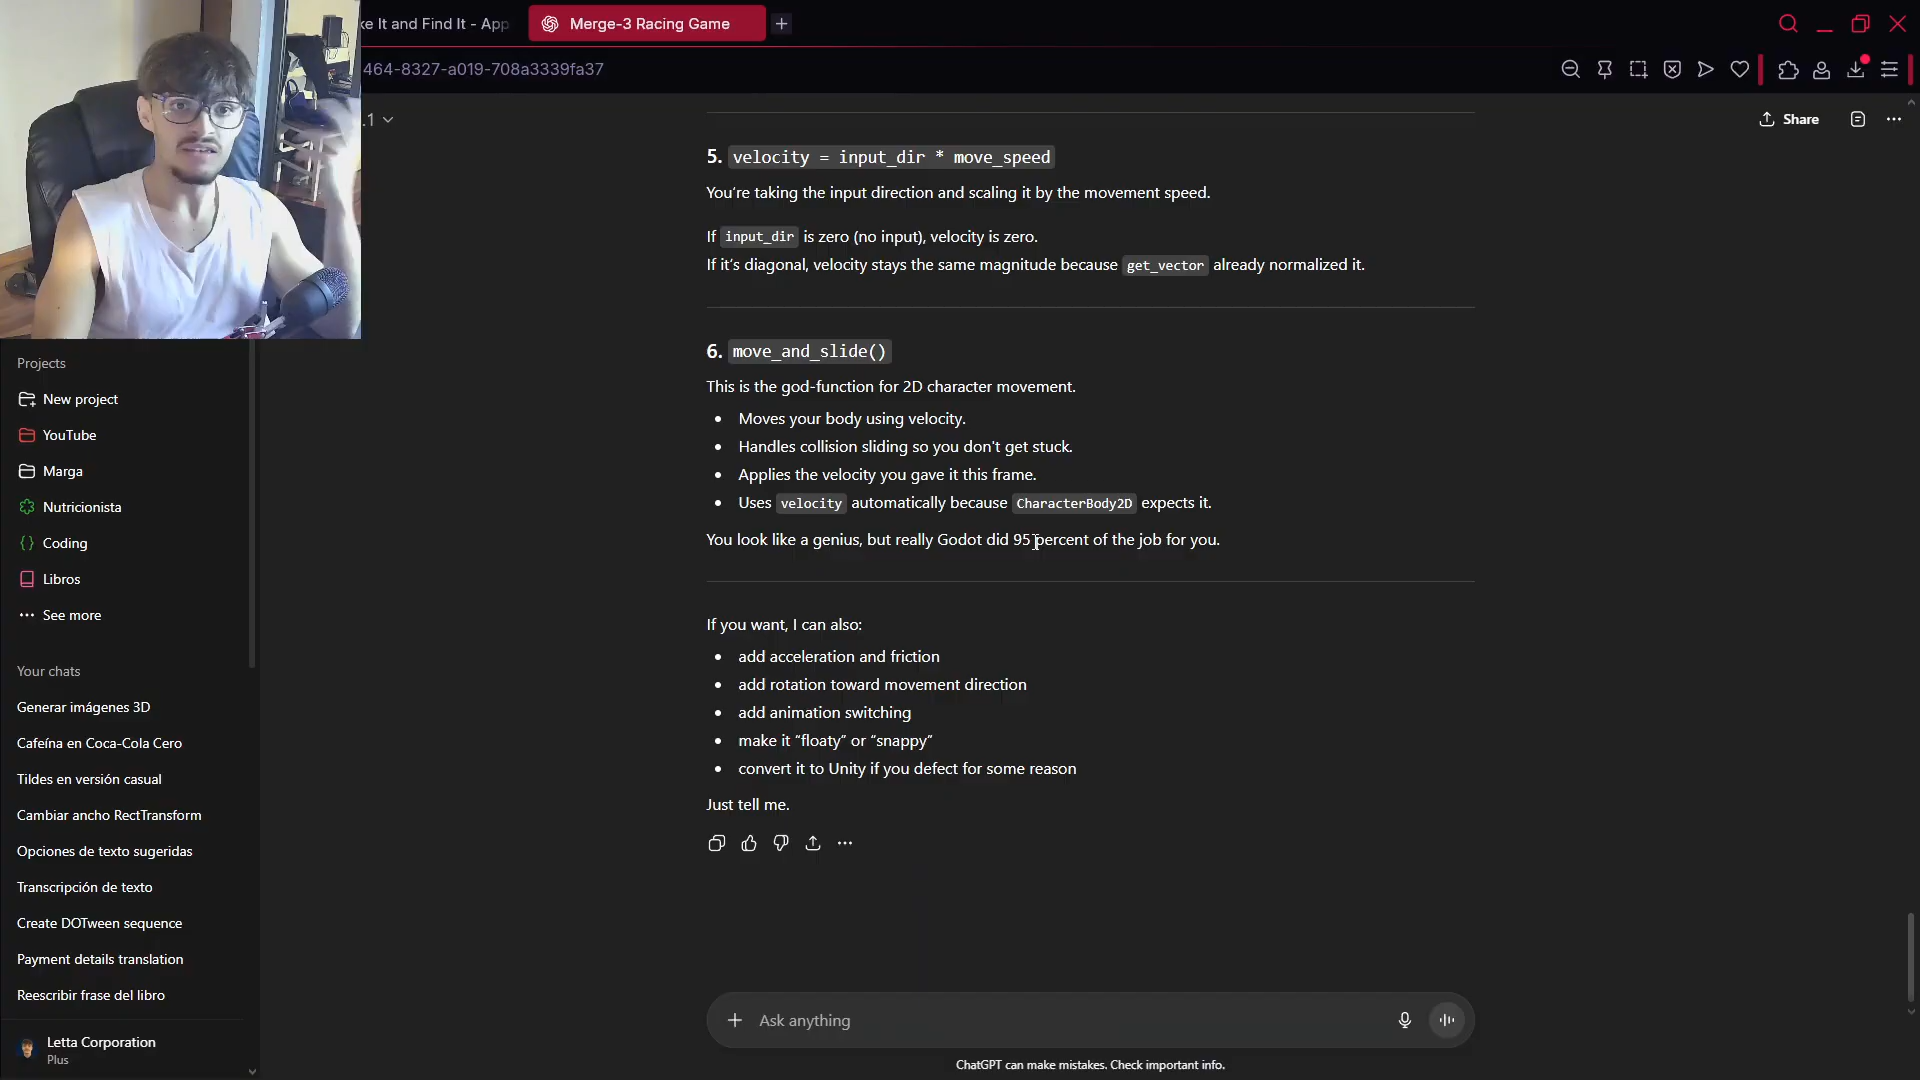 ke It and Find It - App
Merge-3 Racing Game
464-8327-a019-708a3339fa37
.1
Share
5. velocity = input_dir * move_speed
You’re taking the input direction and scaling it by the movement speed.
If input_dir is zero (no input), velocity is zero.
If it’s diagonal, velocity stays the same magnitude because get_vector already normalized it.
6. move_and_slide()
This is the god-function for 2D character movement.
• Moves your body using velocity.
• Handles collision sliding so you don’t get stuck.
• Applies the velocity you gave it this frame.
• Uses velocity automatically because CharacterBody2D expects it.
You look like a genius, but really Godot did 95 percent of the job for you.
If you want, I can also:
• add acceleration and friction
• add rotation toward movement direction
• add animation switching
• make it “floaty” or “snappy”
• convert it to Unity if you defect for some reason
Just tell me.
Projects
New project
YouTube
Marga
Nutricionista
Coding
Libros
See more
Your chats
Generar imágenes 3D
Cafeína en Coca-Cola Cero
Tildes en versión casual
Cambiar ancho RectTransform
Opciones de texto sugeridas
Transcripción de texto
Create DOTween sequence
Payment details translation
Reescribir frase del libro
Letta Corporation
Plus
Ask anything
ChatGPT can make mistakes. Check important info.